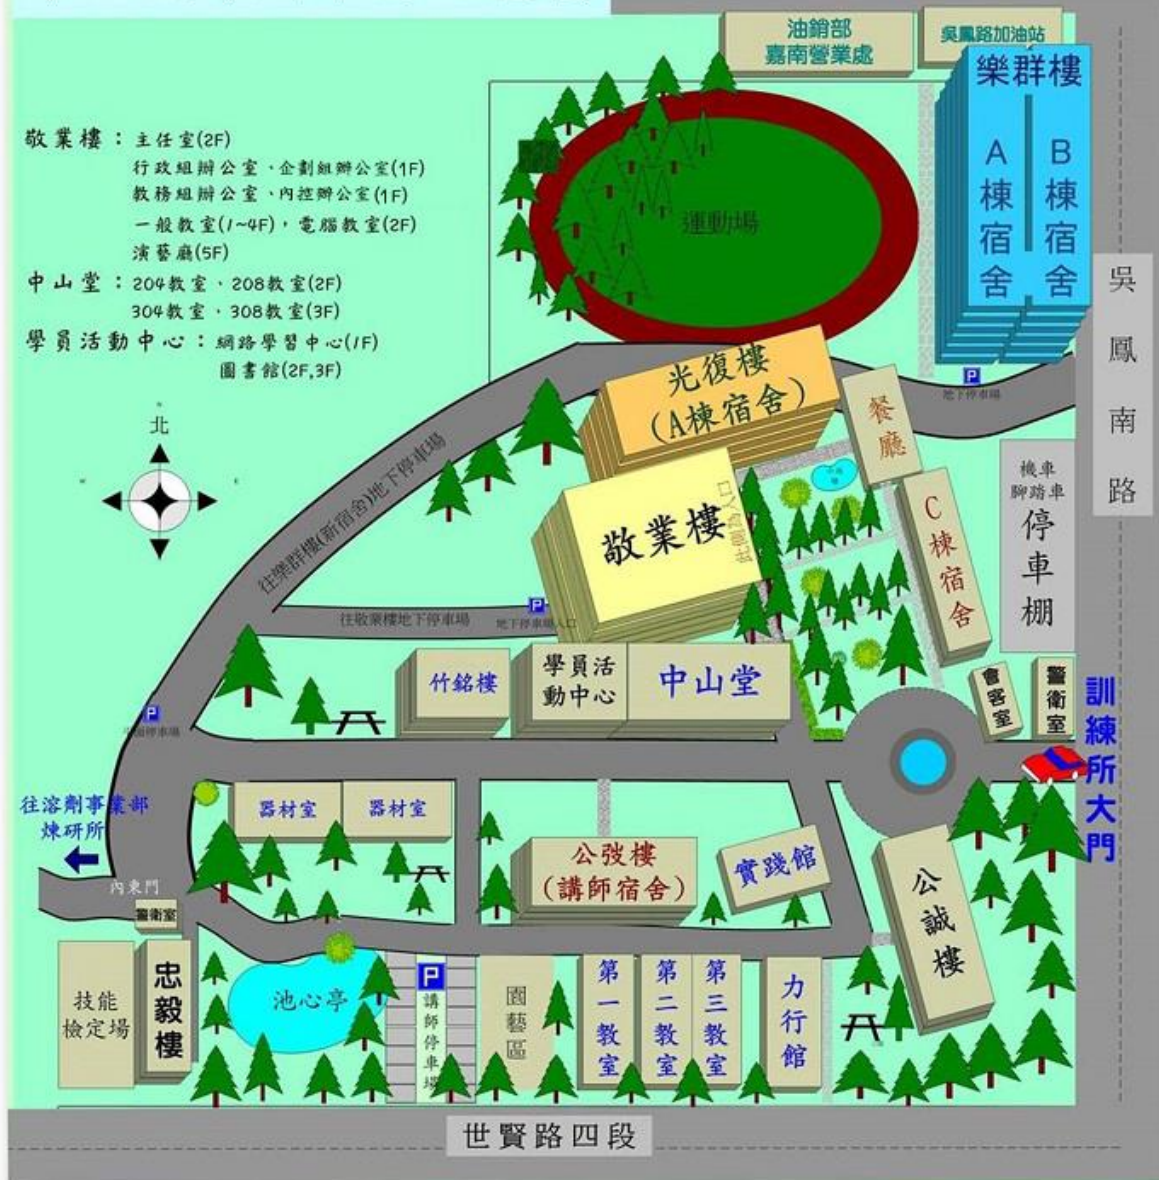 油銷部
嘉南營業處
吳鳳路加油站
樂群樓
A棟宿舍
B棟宿舍
敬業樓：主任室(2F)
行政組辦公室、企劃組辦公室(1F)
教務組辦公室、內控辦公室(1F)
一般教室(1~4F)，電腦教室(2F)
演藝廳(5F)
中山堂：204教室、208教室(2F)
304教室、308教室(3F)
學員活動中心：網路學習中心(1F)
圖書館(2F,3F)
運動場
吳鳳南路
北
光復樓
(A棟宿舍)
餐廳
P
地下停車場
機車
腳踏車
停車棚
往樂群樓(新宿舍)地下停車場
敬業樓
C棟宿舍
往敬業樓地下停車場
P
地下停車場入口
竹銘樓
學員活
動中心
中山堂
會客室
警衛室
訓練所大門
P
往溶劑事業部
煉研所
器材室
器材室
公弢樓
(講師宿舍)
實踐館
公誠樓
內東門
警衛室
技能
檢定場
忠毅樓
池心亭
P
講師停車場
園藝區
第一教室
第二教室
第三教室
力行館
世賢路四段